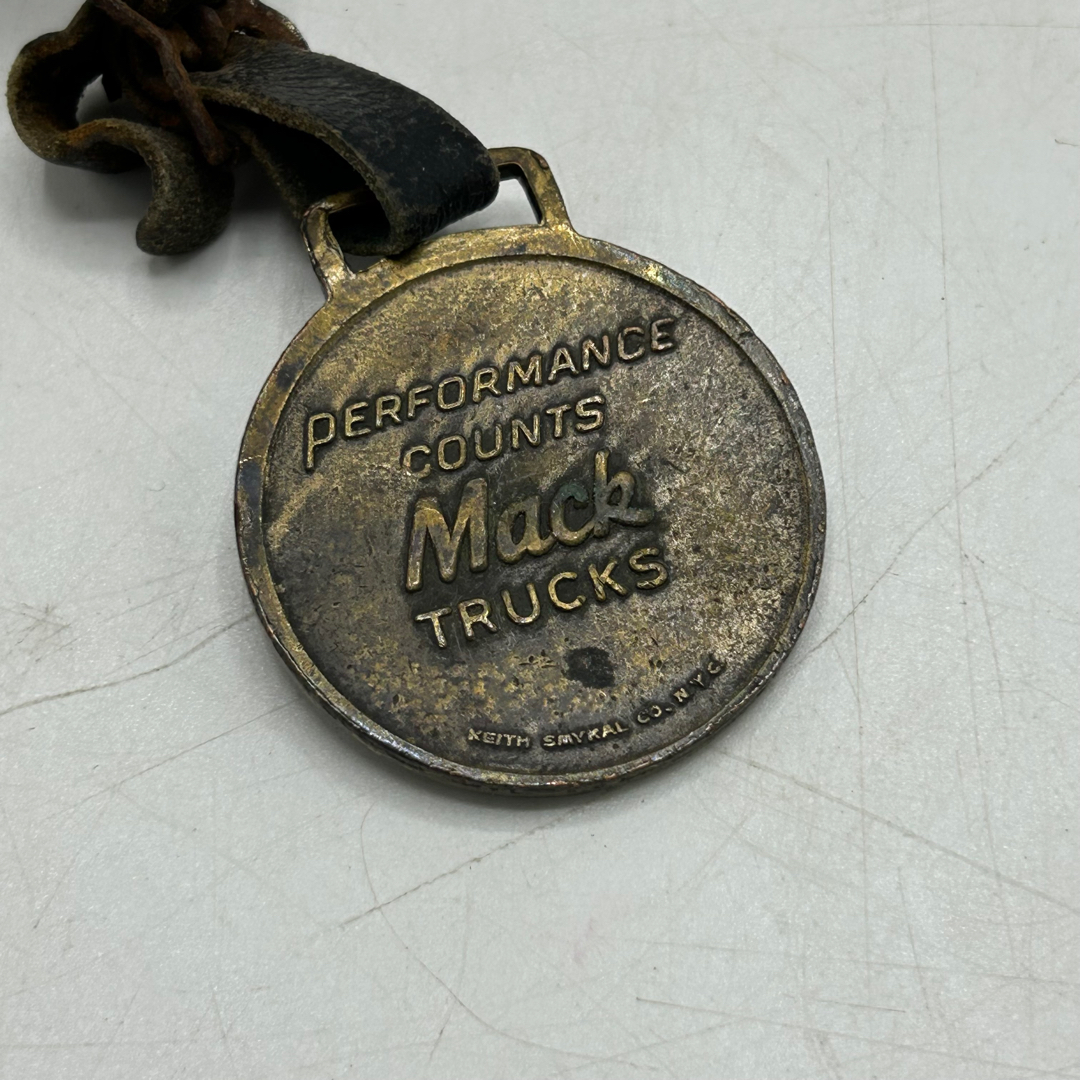 PERFORMANCE
COUNTS
Mack
TRUCKS
KEITH SMYKAL CO. N.Y.C.